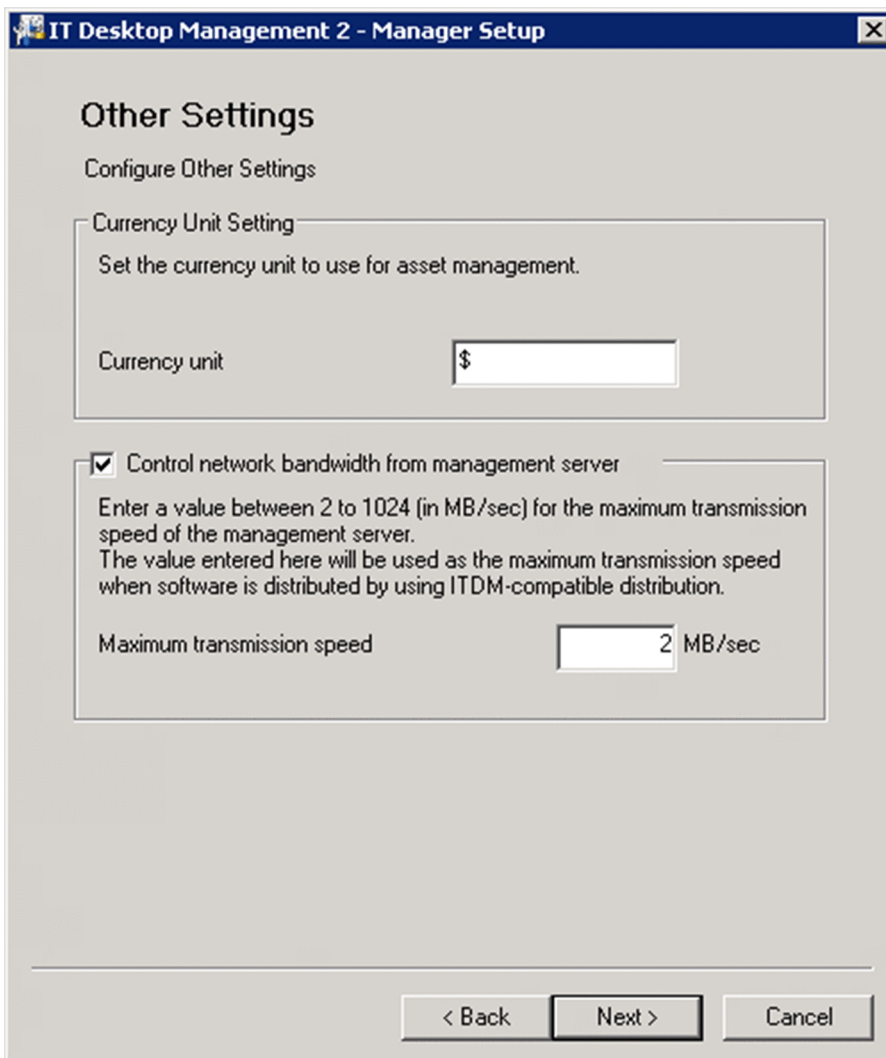 IT Desktop Management 2 - Manager Setup
Other Settings
Configure Other Settings
Currency Unit Setting
Set the currency unit to use for asset management.
Currency unit
$
Control network bandwidth from management server
Enter a value between 2 to 1024 (in MB/sec) for the maximum transmission
speed of the management server.
The value entered here will be used as the maximum transmission speed
when software is distributed by using ITDM-compatible distribution.
Maximum transmission speed
2 MB/sec
< Back
Next >
Cancel